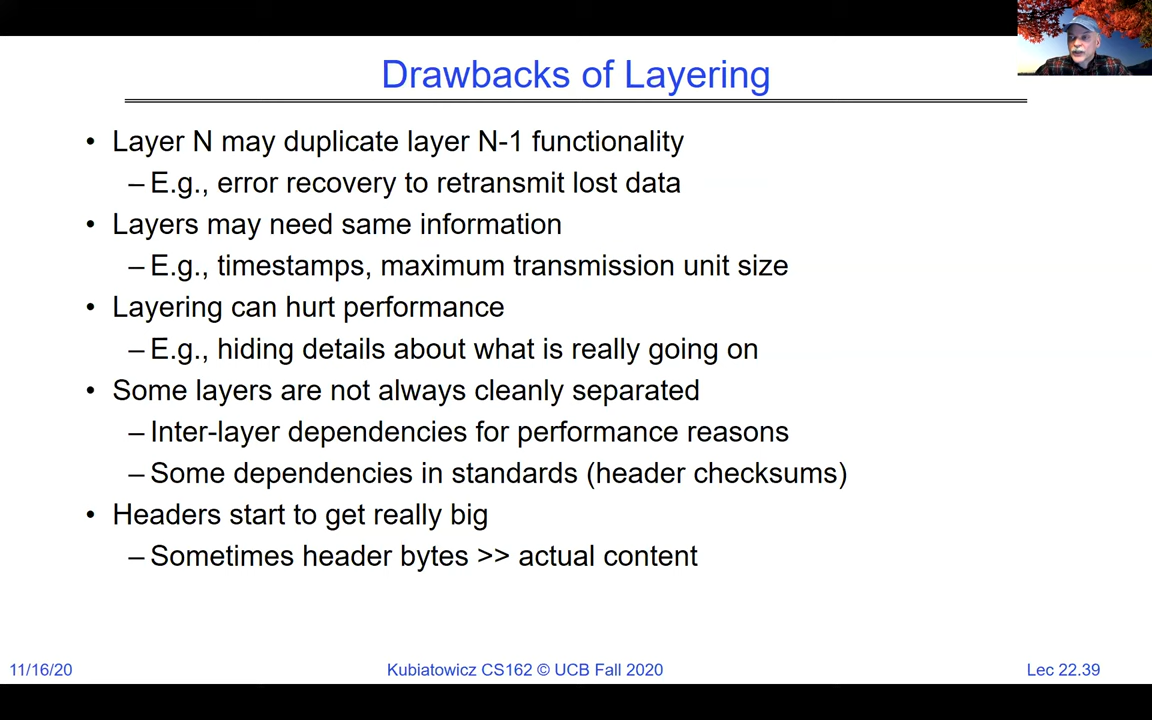 Drawbacks of Layering
• Layer N may duplicate layer N-1 functionality
– E.g., error recovery to retransmit lost data
• Layers may need same information
– E.g., timestamps, maximum transmission unit size
• Layering can hurt performance
– E.g., hiding details about what is really going on
• Some layers are not always cleanly separated
– Inter-layer dependencies for performance reasons
– Some dependencies in standards (header checksums)
• Headers start to get really big
– Sometimes header bytes >> actual content
11/16/20
Kubiatowicz CS162 © UCB Fall 2020
Lec 22.39